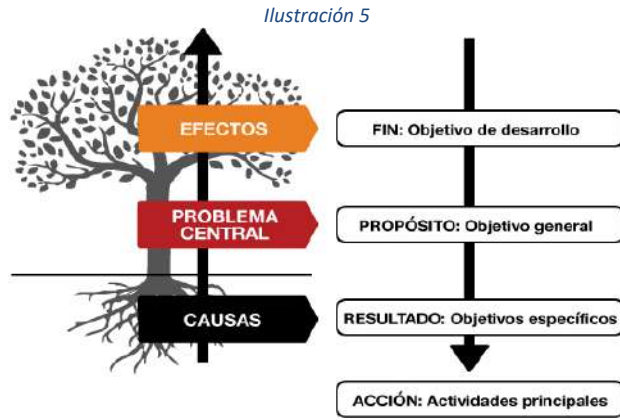 Ilustración 5
EFECTOS
FIN: Objetivo de desarrollo
PROBLEMA
CENTRAL
PROPÓSITO: Objetivo general
CAUSAS
RESULTADO: Objetivos específicos
ACCIÓN: Actividades principales